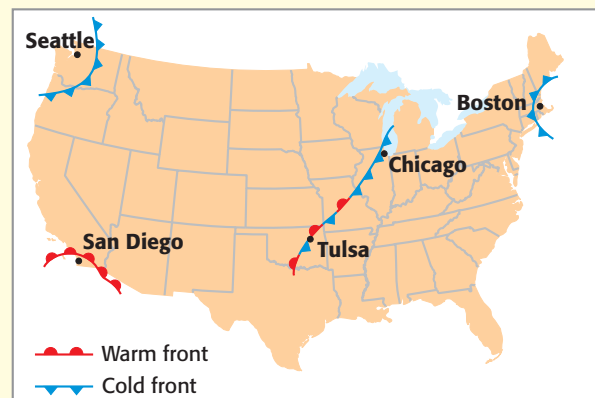 Seattle
Boston
Chicago
San Diego
Tulsa
Warm front
Cold front